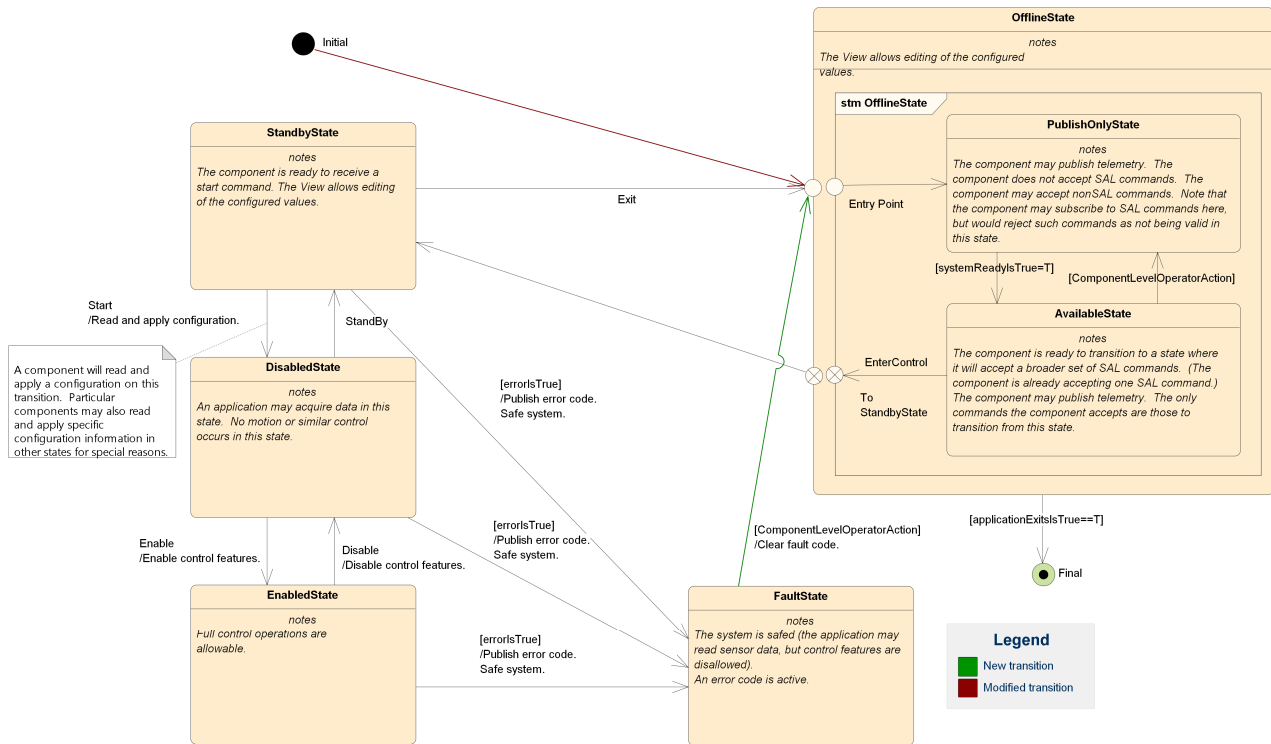 Initial
OfflineState
notes
The View allows editing of the configured
values.
stm OfflineState
PublishOnlyState
notes
The component may publish telemetry. The
component does not accept SAL commands. The
component may accept nonSAL commands. Note that
the component may subscribe to SAL commands here,
but would reject such commands as not being valid in
this state.
Entry Point
[systemReadyIsTrue=T]
[ComponentLevelOperatorAction]
AvailableState
notes
The component is ready to transition to a state where
it will accept a broader set of SAL commands. (The
component is already accepting one SAL command.)
The component may publish telemetry. The only
commands the component accepts are those to
transition from this state.
EnterControl
To
StandbyState
StandbyState
notes
The component is ready to receive a
start command. The View allows editing
of the configured values.
Exit
Start
/Read and apply configuration.
StandBy
A component will read and
apply a configuration on this
transition. Particular
components may also read
and apply specific
configuration information in
other states for special reasons.
DisabledState
notes
An application may acquire data in this
state. No motion or similar control
occurs in this state.
[errorIsTrue]
/Publish error code.
Safe system.
Enable
/Enable control features.
Disable
/Disable control features.
[errorIsTrue]
/Publish error code.
Safe system.
EnabledState
notes
Full control operations are
allowable.
[errorIsTrue]
/Publish error code.
Safe system.
[ComponentLevelOperatorAction]
/Clear fault code.
FaultState
notes
The system is safed (the application may
read sensor data, but control features are
disallowed).
An error code is active.
[applicationExitsIsTrue==T]
Final
Legend
New transition
Modified transition